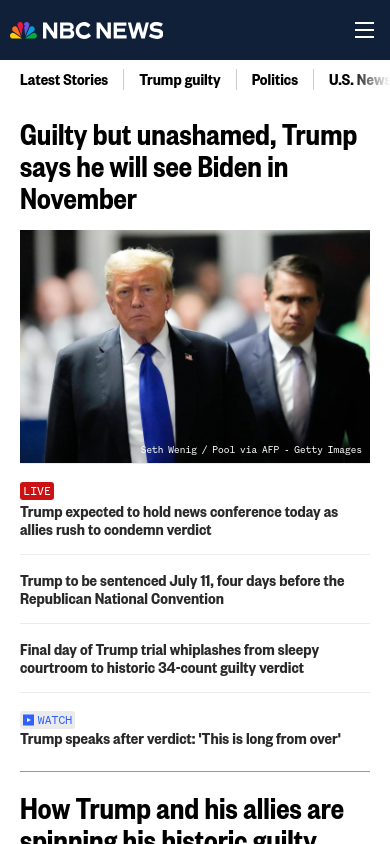 NBC NEWS
Latest Stories
Trump guilty
Politics
U.S. News
Guilty but unashamed, Trump
says he will see Biden in
November
Seth Wenig / Pool via AFP - Getty Images
LIVE
Trump expected to hold news conference today as
allies rush to condemn verdict
Trump to be sentenced July 11, four days before the
Republican National Convention
Final day of Trump trial whiplashes from sleepy
courtroom to historic 34-count guilty verdict
WATCH
Trump speaks after verdict: 'This is long from over'
How Trump and his allies are
spinning his historic guilty